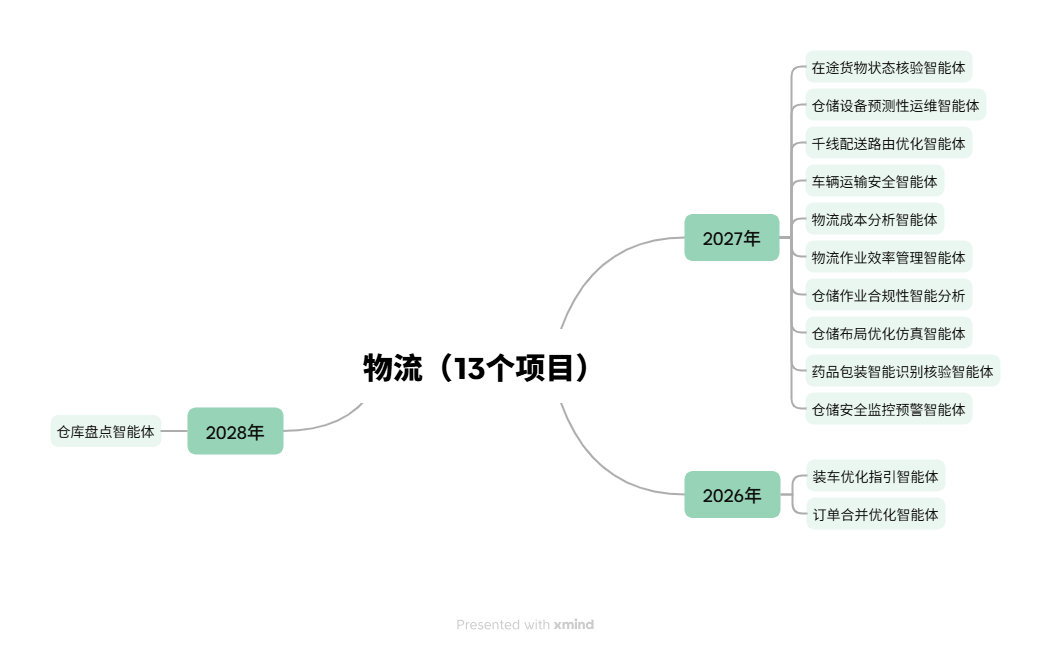 物流（13个项目）
2027年
在途货物状态核验智能体
仓储设备预测性运维智能体
千线配送路由优化智能体
车辆运输安全智能体
物流成本分析智能体
物流作业效率管理智能体
仓储作业合规性智能分析
仓储布局优化仿真智能体
药品包装智能识别核验智能体
仓储安全监控预警智能体
2026年
装车优化指引智能体
订单合并优化智能体
2028年
仓库盘点智能体
Presented with xmind